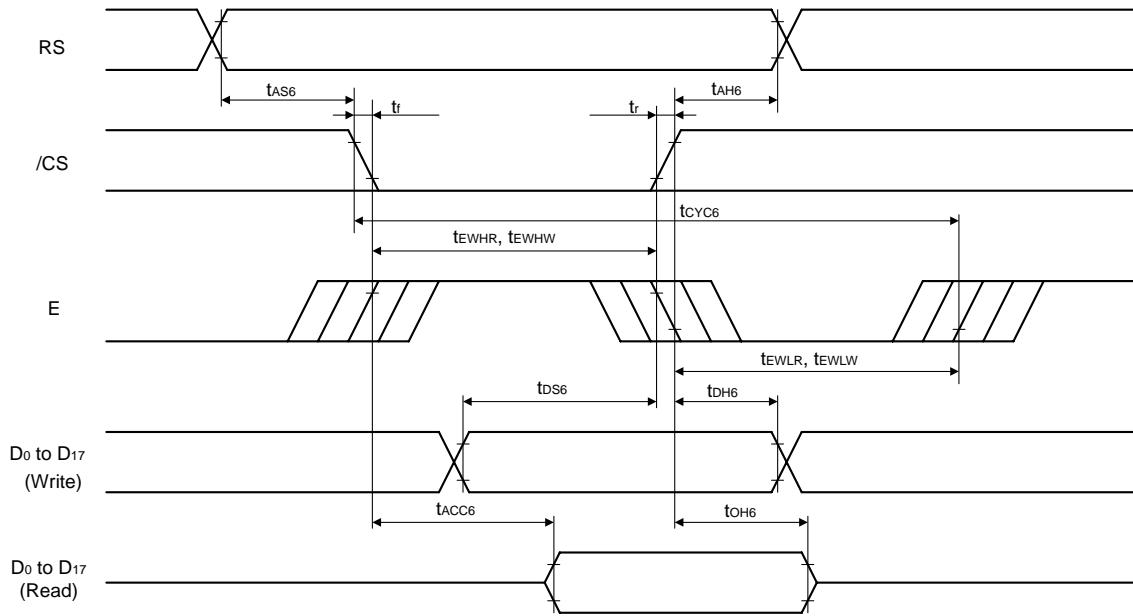 RS
tAS6
tf
tr
tAH6
/CS
tCYC6
tEWHR, tEWHW
E
tEWLR, tEWLW
tDS6
tDH6
D0 to D17
(Write)
tACC6
tOH6
D0 to D17
(Read)